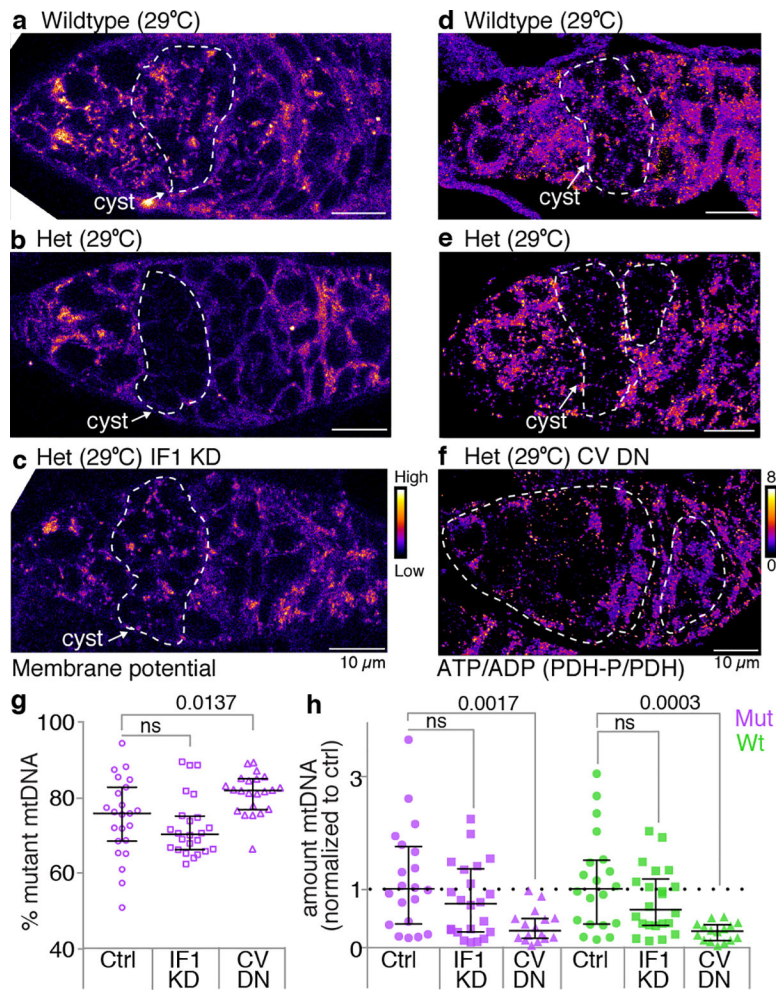 a Wildtype (29°C)
cyst
b Het (29°C)
cyst
c Het (29°C) IF1 KD
High
Low
cyst
10 µm
Membrane potential
d Wildtype (29°C)
cyst
e Het (29°C)
cyst
f Het (29°C) CV DN
8
0
10 µm
ATP/ADP (PDH-P/PDH)
g
0.0137
ns
% mutant mtDNA
100
80
60
40
Ctrl IF1 KD CV DN
h
0.0017
ns
0.0003
ns
Mut
Wt
amount mtDNA
(normalized to ctrl)
3
1
0
Ctrl IF1 KD CV DN Ctrl IF1 KD CV DN